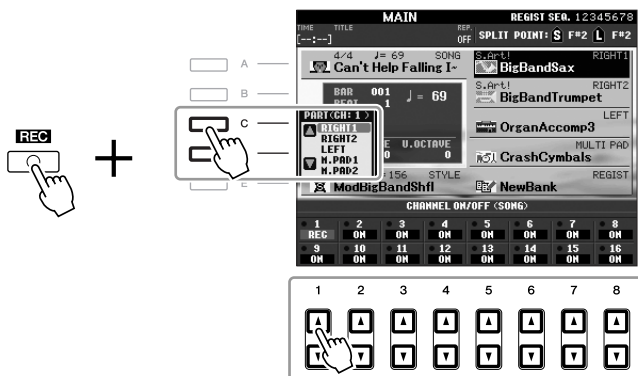 MAIN
REGIST SEQ. 12345678
TIME TITLE REP.
[--:--] OFF
SPLIT POINT: S F#2 L F#2
4/4 ♩= 69 SONG
Can't Help Falling I~
S.Art! RIGHT1
BigBandSax
A
BAR 001 ♩= 69
BEAT 1
S.Art! RIGHT2
BigBandTrumpet
B
REC
C
PART(CH: 1)
RIGHT1
RIGHT2
LEFT
M.PAD1
M.PAD2
LEFT
OrganAccomp3
U.OCTAVE
0 0
MULTI PAD
CrashCymbals
E
156 STYLE
ModBigBandShfl
REGIST
NewBank
CHANNEL ON/OFF (SONG)
1 2 3 4 5 6 7 8
REC ON ON ON ON ON ON ON
9 10 11 12 13 14 15 16
ON ON ON ON ON ON ON ON
1 2 3 4 5 6 7 8